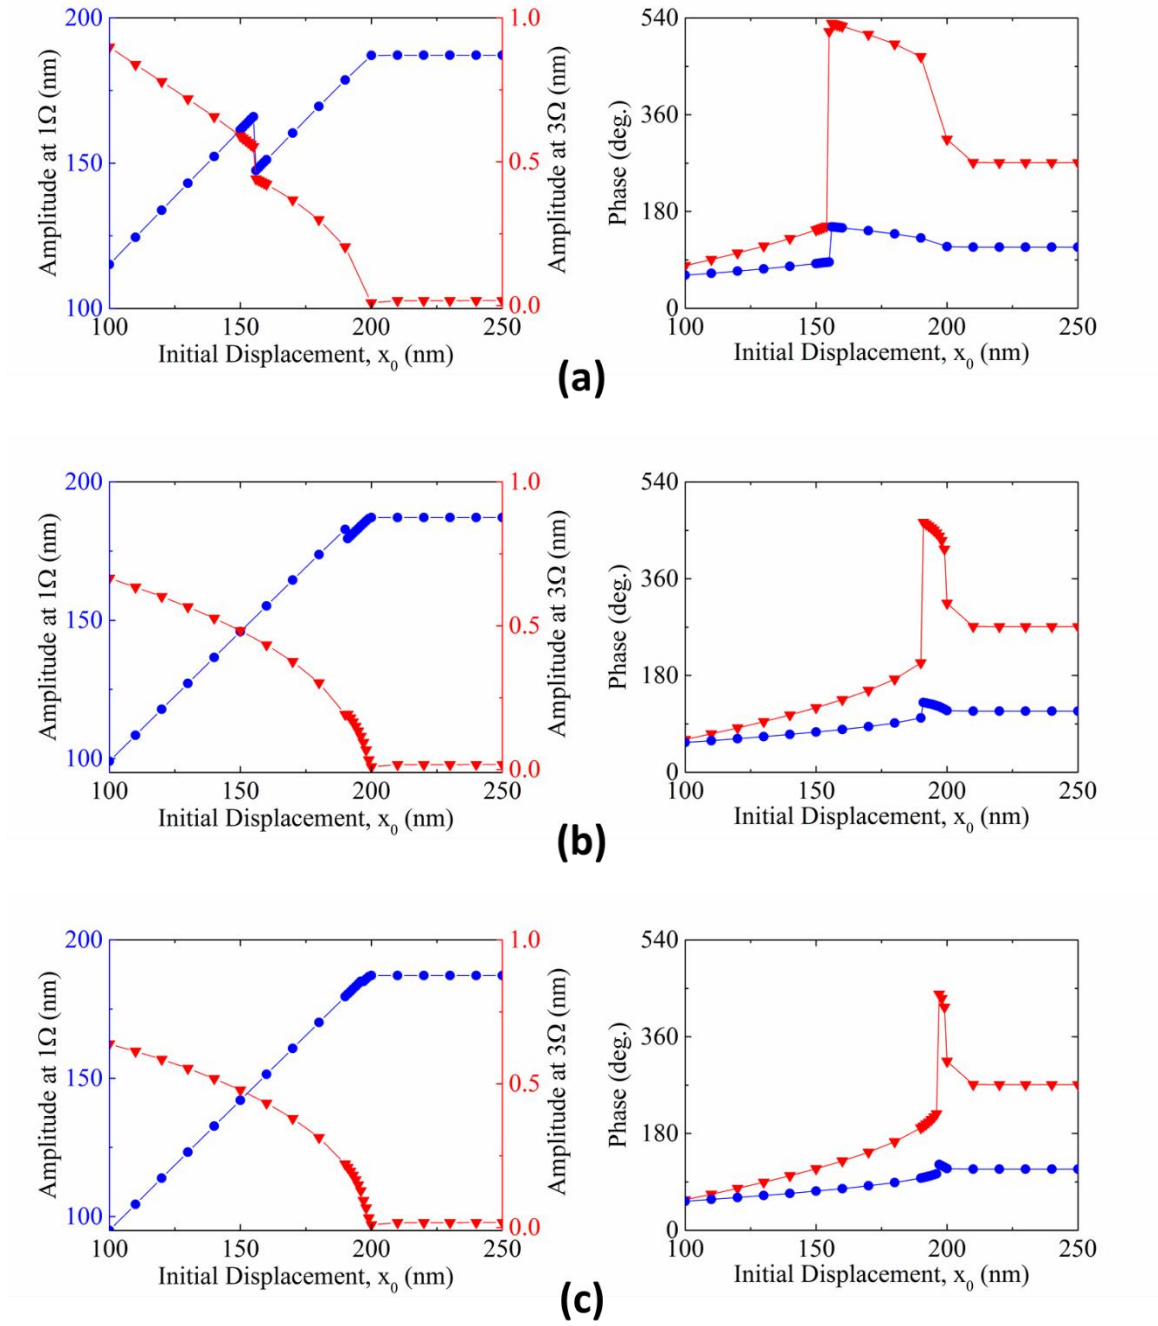 200
150
100
Amplitude at 1Ω (nm)
1.0
0.5
0.0
Amplitude at 3Ω (nm)
100 150 200 250
Initial Displacement, x0 (nm)
540
360
180
0
Phase (deg.)
100 150 200 250
Initial Displacement, x0 (nm)
(a)
200
150
100
Amplitude at 1Ω (nm)
1.0
0.5
0.0
Amplitude at 3Ω (nm)
100 150 200 250
Initial Displacement, x0 (nm)
540
360
180
0
Phase (deg.)
100 150 200 250
Initial Displacement, x0 (nm)
(b)
200
150
100
Amplitude at 1Ω (nm)
1.0
0.5
0.0
Amplitude at 3Ω (nm)
100 150 200 250
Initial Displacement, x0 (nm)
540
360
180
0
Phase (deg.)
100 150 200 250
Initial Displacement, x0 (nm)
(c)